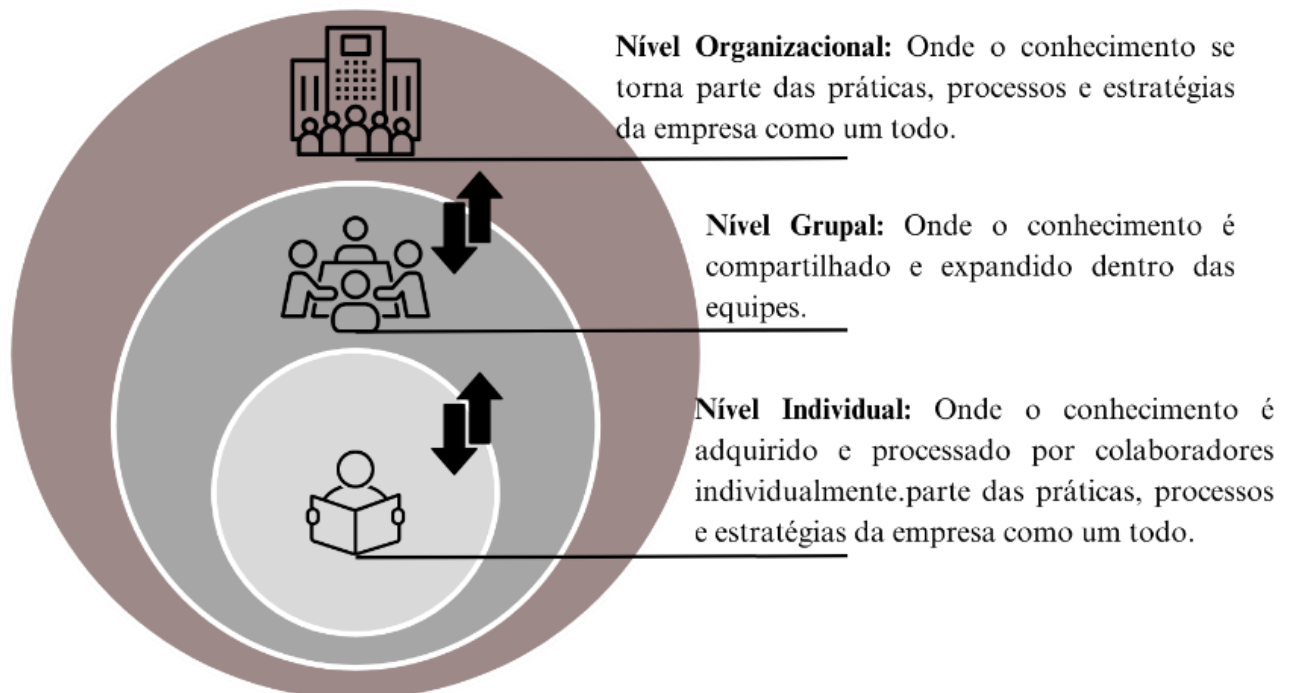 Nível Organizacional: Onde o conhecimento se
torna parte das práticas, processos e estratégias
da empresa como um todo.
Nível Grupal: Onde o conhecimento é
compartilhado e expandido dentro das
equipes.
Nível Individual: Onde o conhecimento é
adquirido e processado por colaboradores
individualmente.parte das práticas, processos
e estratégias da empresa como um todo.